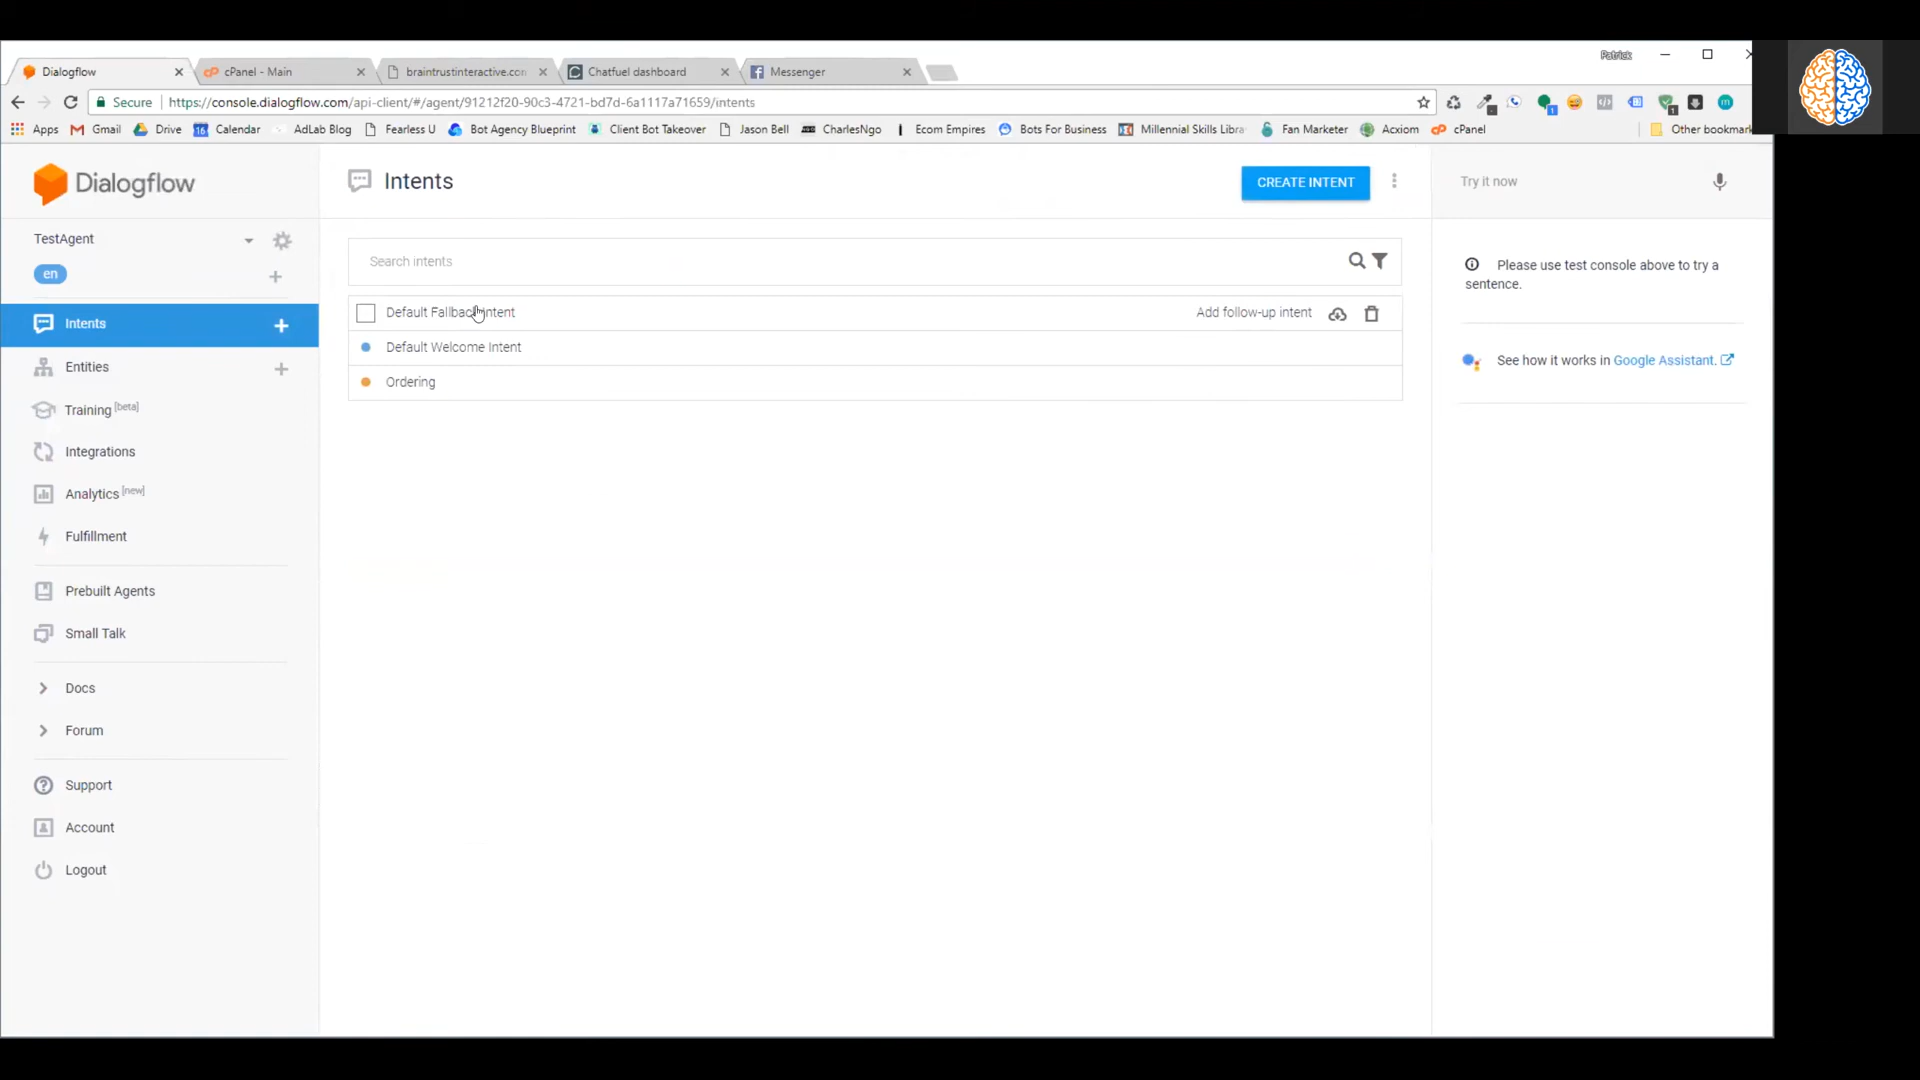 Patrick
Dialogflow
cPanel - Main
braintrustinteractive.com
Chatfuel dashboard
Messenger
Secure
https://console.dialogflow.com/api-client/#/agent/91212f20-90c3-4721-bd7d-6a1117a71659/intents
Apps
Gmail
Drive
16
Calendar
AdLab Blog
Fearless U
Bot Agency Blueprint
Client Bot Takeover
Jason Bell
CharlesNgo
Ecom Empires
Bots For Business
Millennial Skills Libra
Fan Marketer
Acxiom
cPanel
Other bookmark
Dialogflow
TestAgent
en
Intents
Entities
Training [beta]
Integrations
Analytics [new]
Fulfillment
Prebuilt Agents
Small Talk
Docs
Forum
Support
Account
Logout
Intents
CREATE INTENT
Search intents
Default Fallback Intent
Add follow-up intent
Default Welcome Intent
Ordering
Try it now
Please use test console above to try a
sentence.
See how it works in Google Assistant.